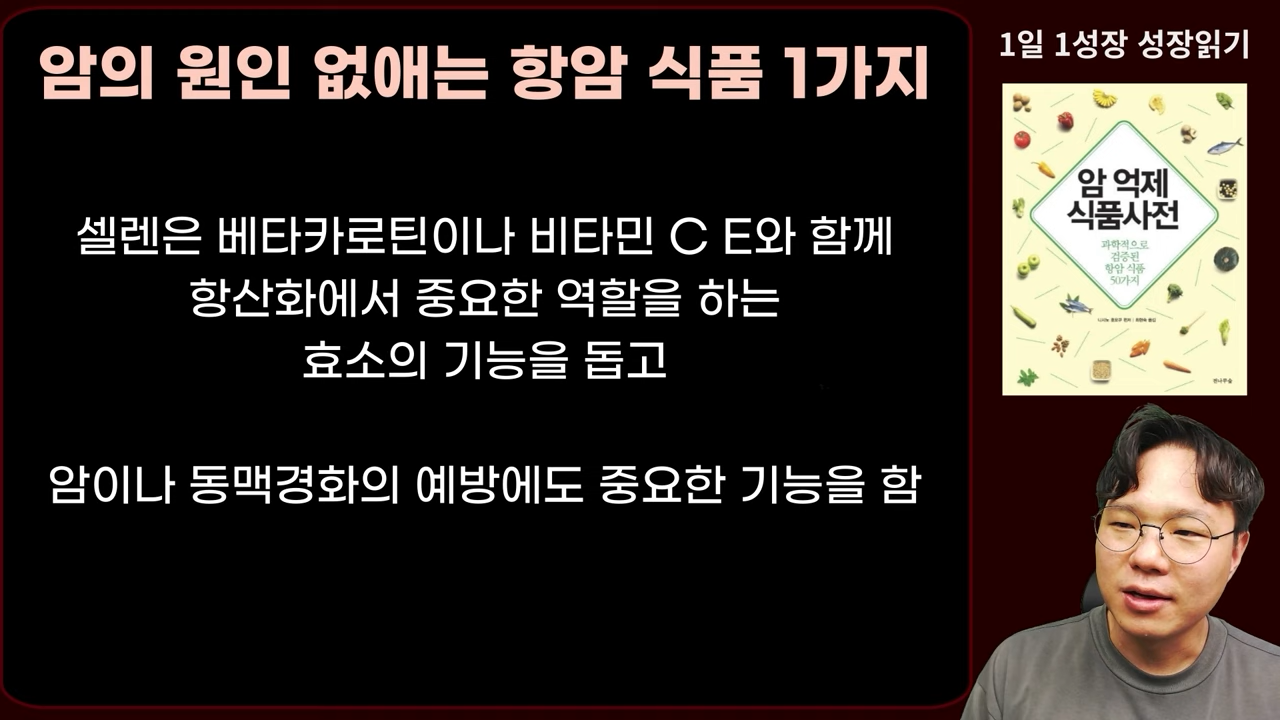 암의 원인 없애는 항암 식품 1가지
셀렌은 베타카로틴이나 비타민 C E와 함께
항산화에서 중요한 역할을 하는
효소의 기능을 돕고
암이나 동맥경화의 예방에도 중요한 기능을 함
1일 1성장 성장읽기
암 억제
식품사전
과학적으로
검증된
항암 식품
50가지
전나무숲